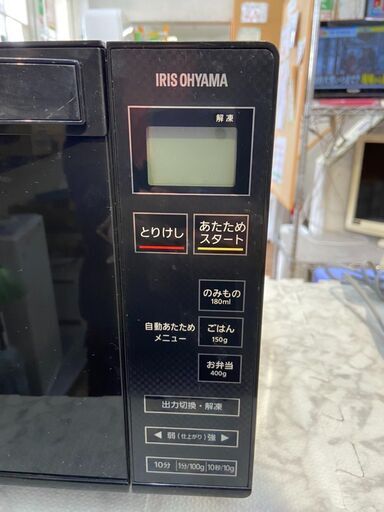 IRIS OHYAMA
解凍
とりけし
あたため
スタート
のみもの
180ml
自動あたため
メニュー
ごはん
150g
お弁当
400g
出力切換・解凍
◀ 弱 (仕上がり) 強 ▶
10分 1分/100g 10秒/10g